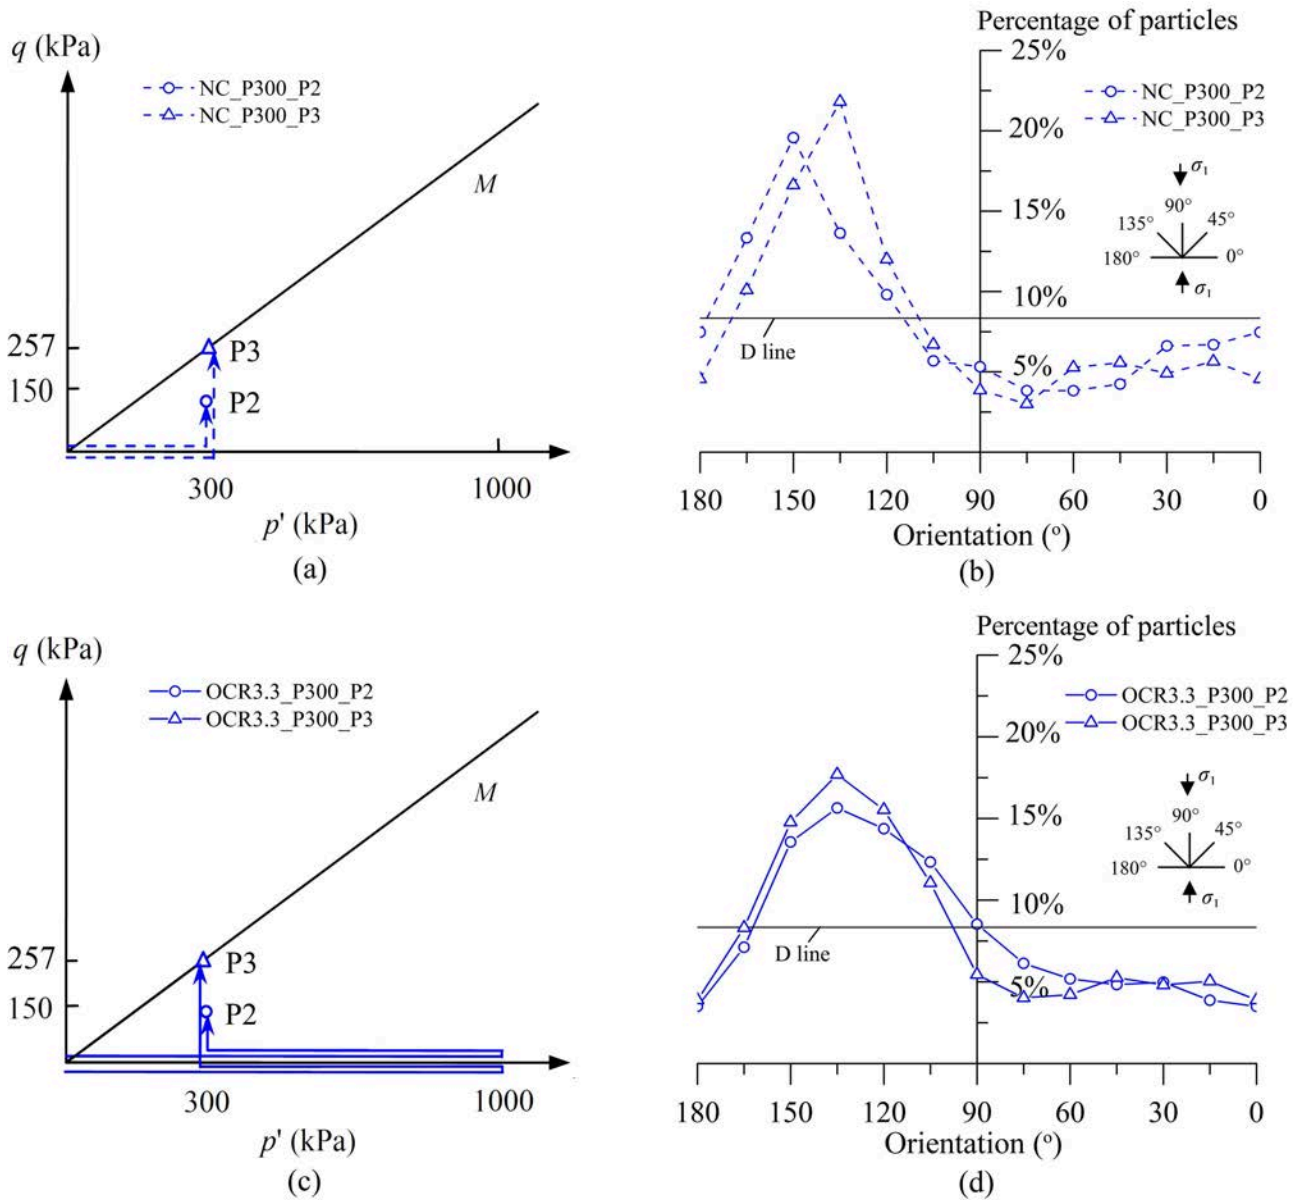 q (kPa)
NC_P300_P2
NC_P300_P3
M
257
P3
150
P2
300
1000
p' (kPa)
(a)
Percentage of particles
25%
NC_P300_P2
NC_P300_P3
20%
σ₁
15%
90°
135°
45°
180°
0°
σ₁
10%
D line
5%
180
150
120
90
60
30
0
Orientation (º)
(b)
q (kPa)
OCR3.3_P300_P2
OCR3.3_P300_P3
M
257
P3
150
P2
300
1000
p' (kPa)
(c)
Percentage of particles
25%
OCR3.3_P300_P2
OCR3.3_P300_P3
20%
σ₁
15%
90°
135°
45°
180°
0°
σ₁
10%
D line
5%
180
150
120
90
60
30
0
Orientation (º)
(d)